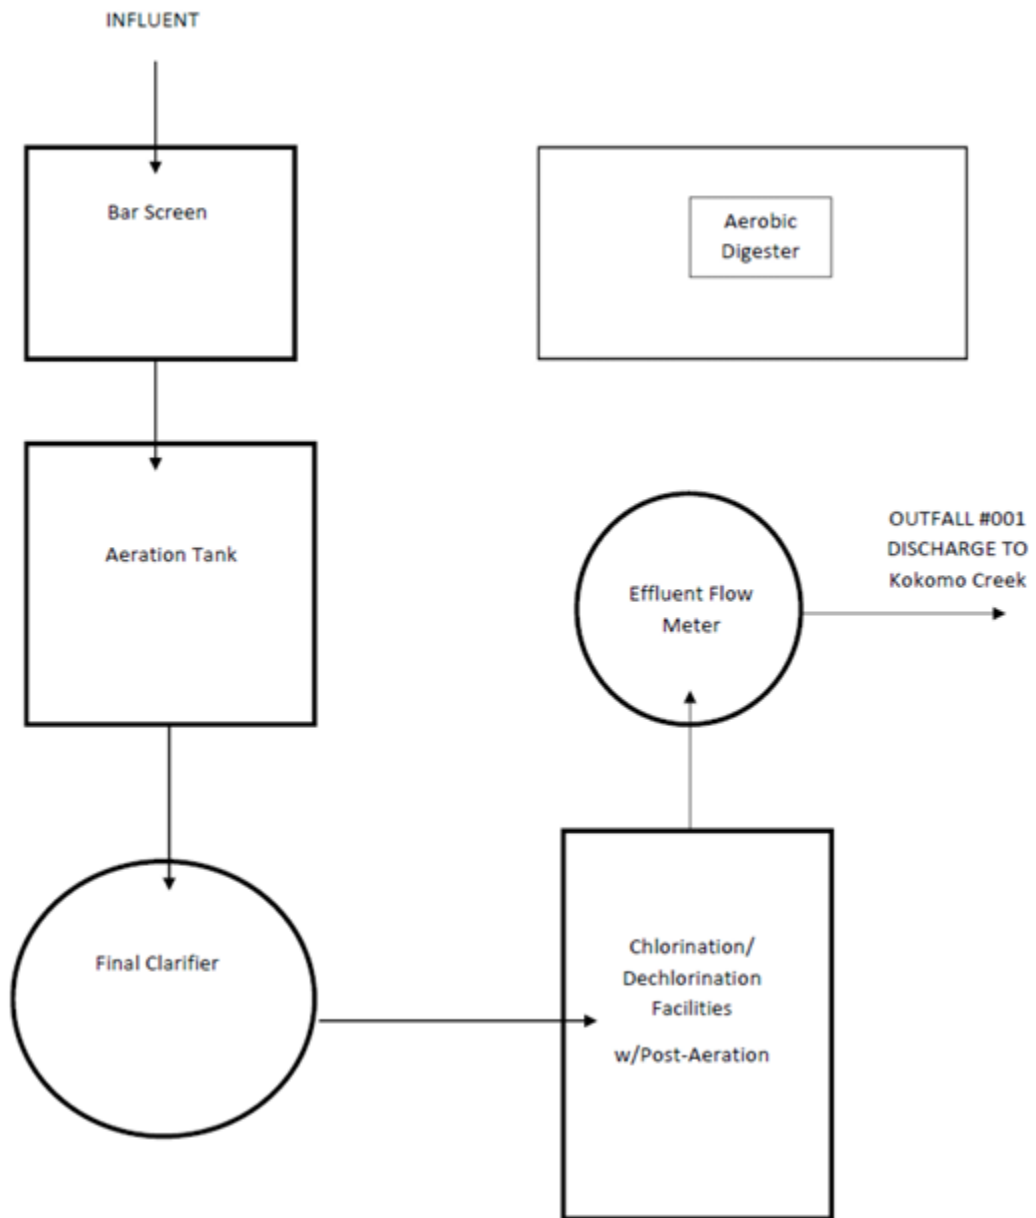 INFLUENT
Bar Screen
Aerobic
Digester
Aeration Tank
OUTFALL #001
DISCHARGE TO
Kokomo Creek
Effluent Flow
Meter
Final Clarifier
Chlorination/
Dechlorination
Facilities
w/Post-Aeration